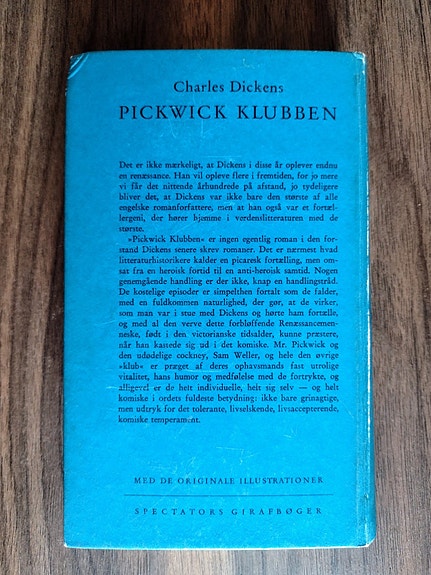 Charles Dickens
PICKWICK KLUBBEN
Det er ikke mærkeligt, at Dickens i disse år oplever endnu
en renæssance. Han vil opleve flere i fremtiden, for jo mere
vi får det nittende århundrede på afstand, jo tydeligere
bliver det, at Dickens var ikke bare den største af alle
engelske romanforfattere, men at han også var et fortæl-
lergeni, der hører hjemme i verdenslitteraturen med de
største.
»Pickwick Klubben« er ingen egentlig roman i den for-
stand Dickens senere skrev romaner. Det er nærmest hvad
litteraturhistorikere kalder en picaresk fortælling, men om-
sat fra en heroisk fortid til en anti-heroisk samtid. Nogen
genemgående handling er der ikke, knap en handlingstråd.
De kostelige episoder er simpelthen fortalt som de falder,
med en fuldkommen naturlighed, der gør, at de virker,
som man var i stue med Dickens og hørte ham fortælle,
og med al den verve dette forbløffende Renæssancemen-
neske, født i den victorianske tidsalder, kunne præstere,
når han kastede sig ud i det komiske. Mr. Pickwick og
den udødelige cockney, Sam Weller, og hele den øvrige
»klub« er præget af deres ophavsmands fast utrolige
vitalitet, hans humor og medfølelse med de fortrykte, og
alligevel er de helt individuelle, helt sig selv — og helt
komiske i ordets fuldeste betydning: ikke bare grinagtige,
men udtryk for det tolerante, livselskende, livsaccepterende,
komiske temperament.
MED DE ORIGINALE ILLUSTRATIONER
SPECTATORS GIRAFBØGER